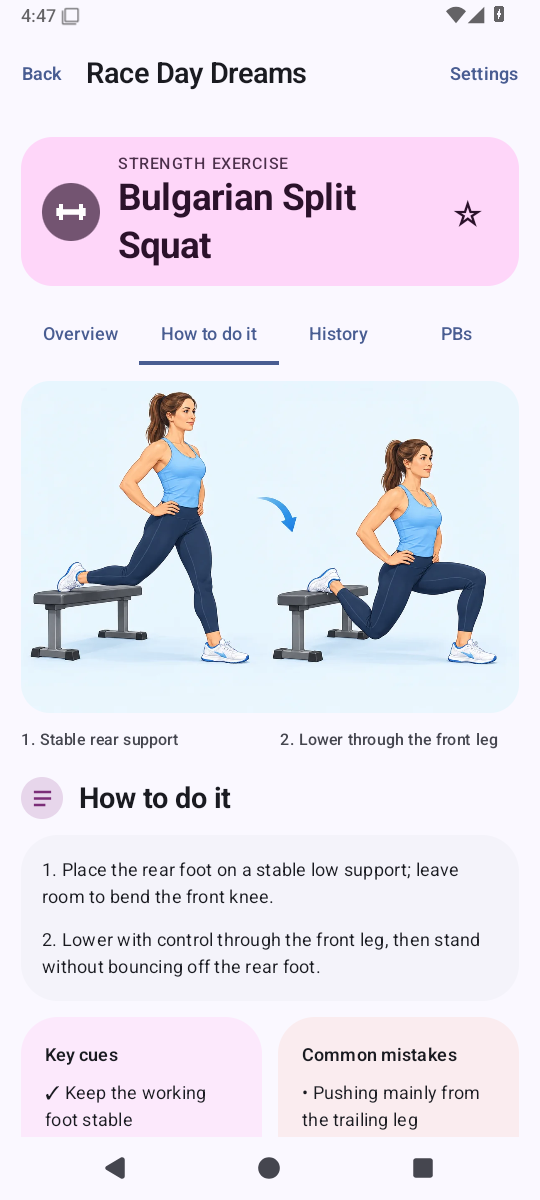 4:47
Back
Race Day Dreams
Settings
STRENGTH EXERCISE
Bulgarian Split
Squat
Overview
How to do it
History
PBs
1. Stable rear support
2. Lower through the front leg
How to do it
1. Place the rear foot on a stable low support; leave
room to bend the front knee.
2. Lower with control through the front leg, then stand
without bouncing off the rear foot.
Key cues
✓ Keep the working
foot stable
Common mistakes
• Pushing mainly from
the trailing leg